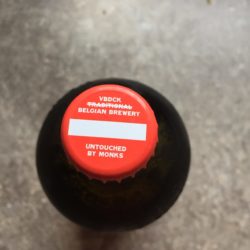 VBDCK
TRADITIONAL
BELGIAN BREWERY
UNTOUCHED
BY MONKS